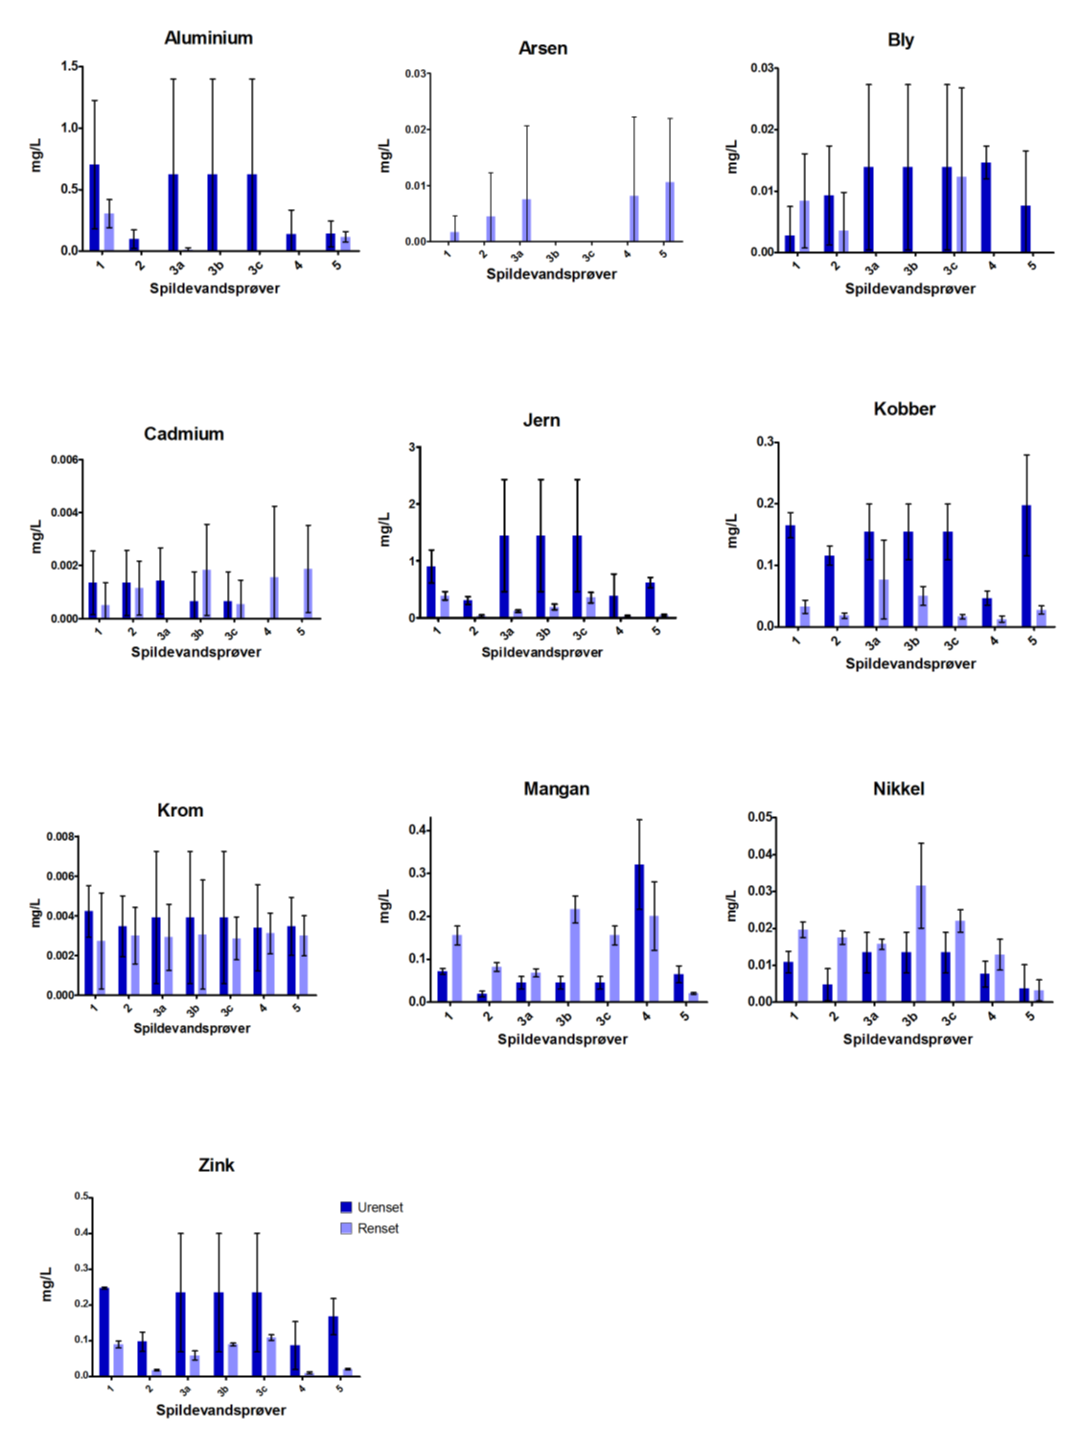 Aluminium
1.5
1.0
0.5
0.0
mg/L
1 2 3a 3b 3c 4 5
Spildevandsprøver
Arsen
0.03
0.02
0.01
0.00
mg/L
1 2 3a 3b 3c 4 5
Spildevandsprøver
Bly
0.03
0.02
0.01
0.00
mg/L
1 2 3a 3b 3c 4 5
Spildevandsprøver
Cadmium
0.006
0.004
0.002
0.000
mg/L
1 2 3a 3b 3c 4 5
Spildevandsprøver
Jern
3
2
1
0
mg/L
1 2 3a 3b 3c 4 5
Spildevandsprøver
Kobber
0.3
0.2
0.1
0.0
mg/L
1 2 3a 3b 3c 4 5
Spildevandsprøver
Krom
0.008
0.006
0.004
0.002
0.000
mg/L
1 2 3a 3b 3c 4 5
Spildevandsprøver
Mangan
0.4
0.3
0.2
0.1
0.0
mg/L
1 2 3a 3b 3c 4 5
Spildevandsprøver
Nikkel
0.05
0.04
0.03
0.02
0.01
0.00
mg/L
1 2 3a 3b 3c 4 5
Spildevandsprøver
Zink
0.5
0.4
0.3
0.2
0.1
0.0
mg/L
1 2 3a 3b 3c 4 5
Spildevandsprøver
Urenset
Renset